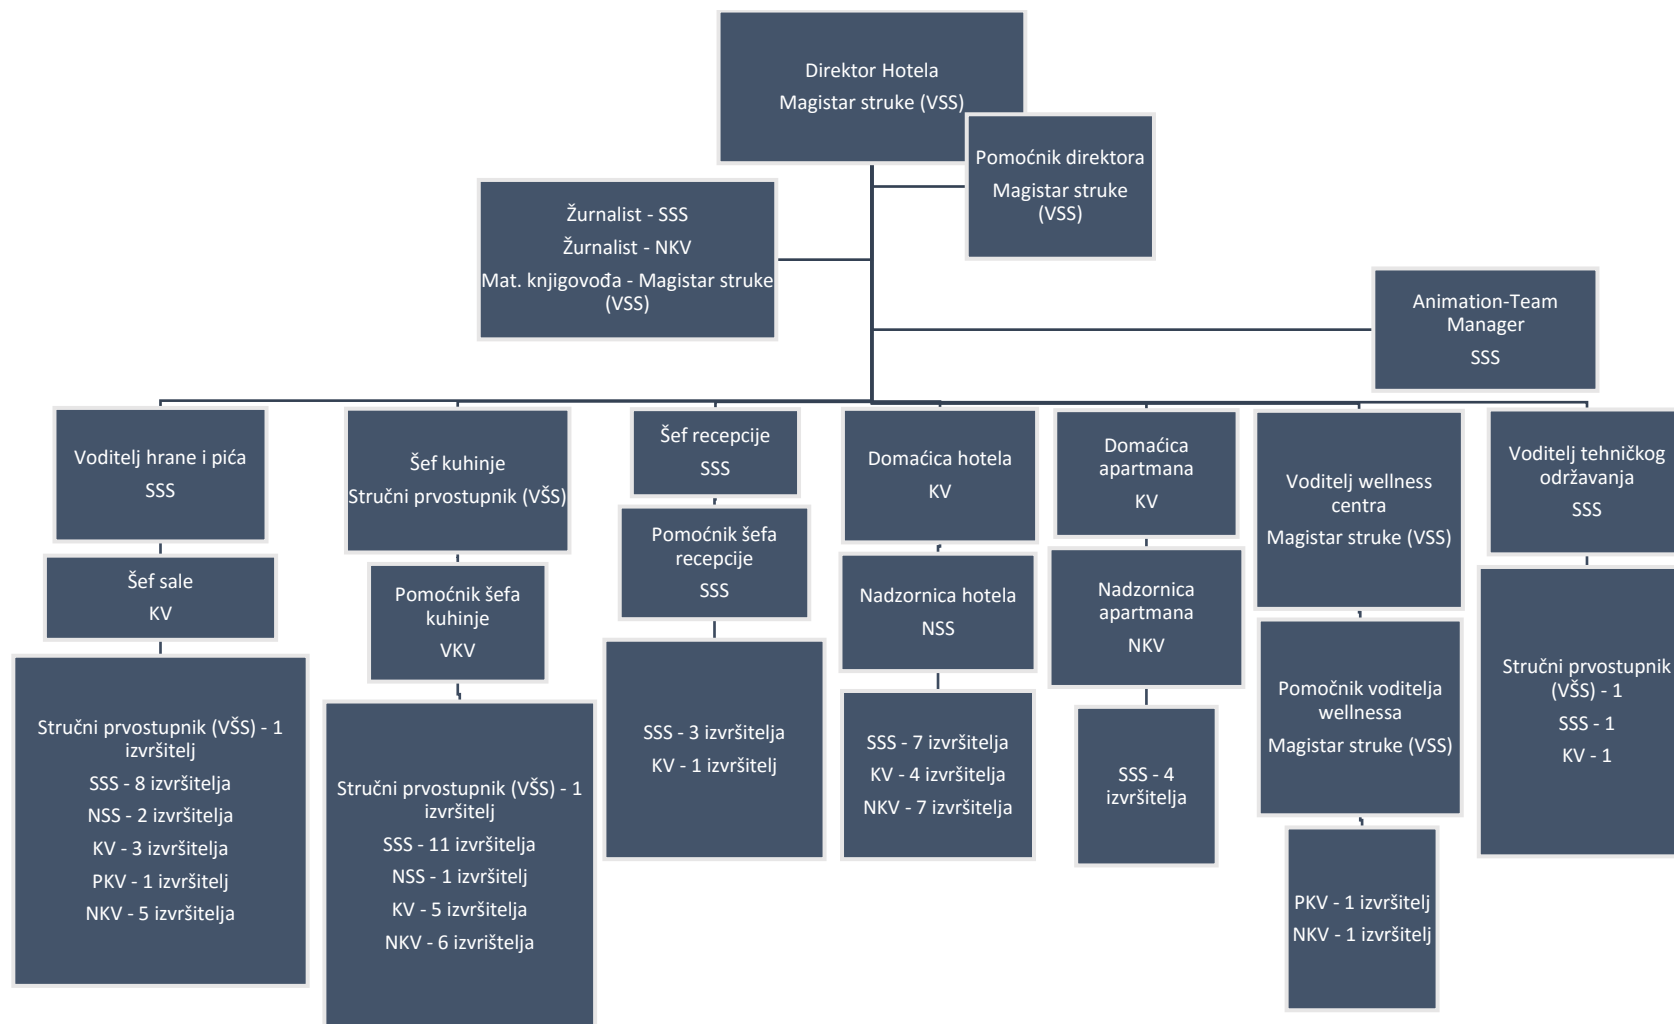 Direktor Hotela
Magistar struke (VSS)
Pomoćnik direktora
Magistar struke
(VSS)
Žurnalist - SSS
Žurnalist - NKV
Mat. knjigovođa - Magistar struke
(VSS)
Animation-Team
Manager
SSS
Voditelj hrane i pića
SSS
Šef sale
KV
Stručni prvostupnik (VŠS) - 1
izvršitelj
SSS - 8 izvršitelja
NSS - 2 izvršitelja
KV - 3 izvršitelja
PKV - 1 izvršitelj
NKV - 5 izvršitelja
Šef kuhinje
Stručni prvostupnik (VŠS)
Pomoćnik šefa
kuhinje
VKV
Stručni prvostupnik (VŠS) - 1
izvršitelj
SSS - 11 izvršitelja
NSS - 1 izvršitelj
KV - 5 izvršitelja
NKV - 6 izvrištelja
Šef recepcije
SSS
Pomoćnik šefa
recepcije
SSS
SSS - 3 izvršitelja
KV - 1 izvršitelj
Domaćica hotela
KV
Nadzornica hotela
NSS
SSS - 7 izvršitelja
KV - 4 izvršitelja
NKV - 7 izvršitelja
Domaćica
apartmana
KV
Nadzornica
apartmana
NKV
SSS - 4
izvršitelja
Voditelj wellness
centra
Magistar struke (VSS)
Pomočnik voditelja
wellnessa
Magistar struke (VSS)
PKV - 1 izvršitelj
NKV - 1 izvršitelj
Voditelj tehničkog
održavanja
SSS
Stručni prvostupnik
(VŠS) - 1
SSS - 1
KV - 1